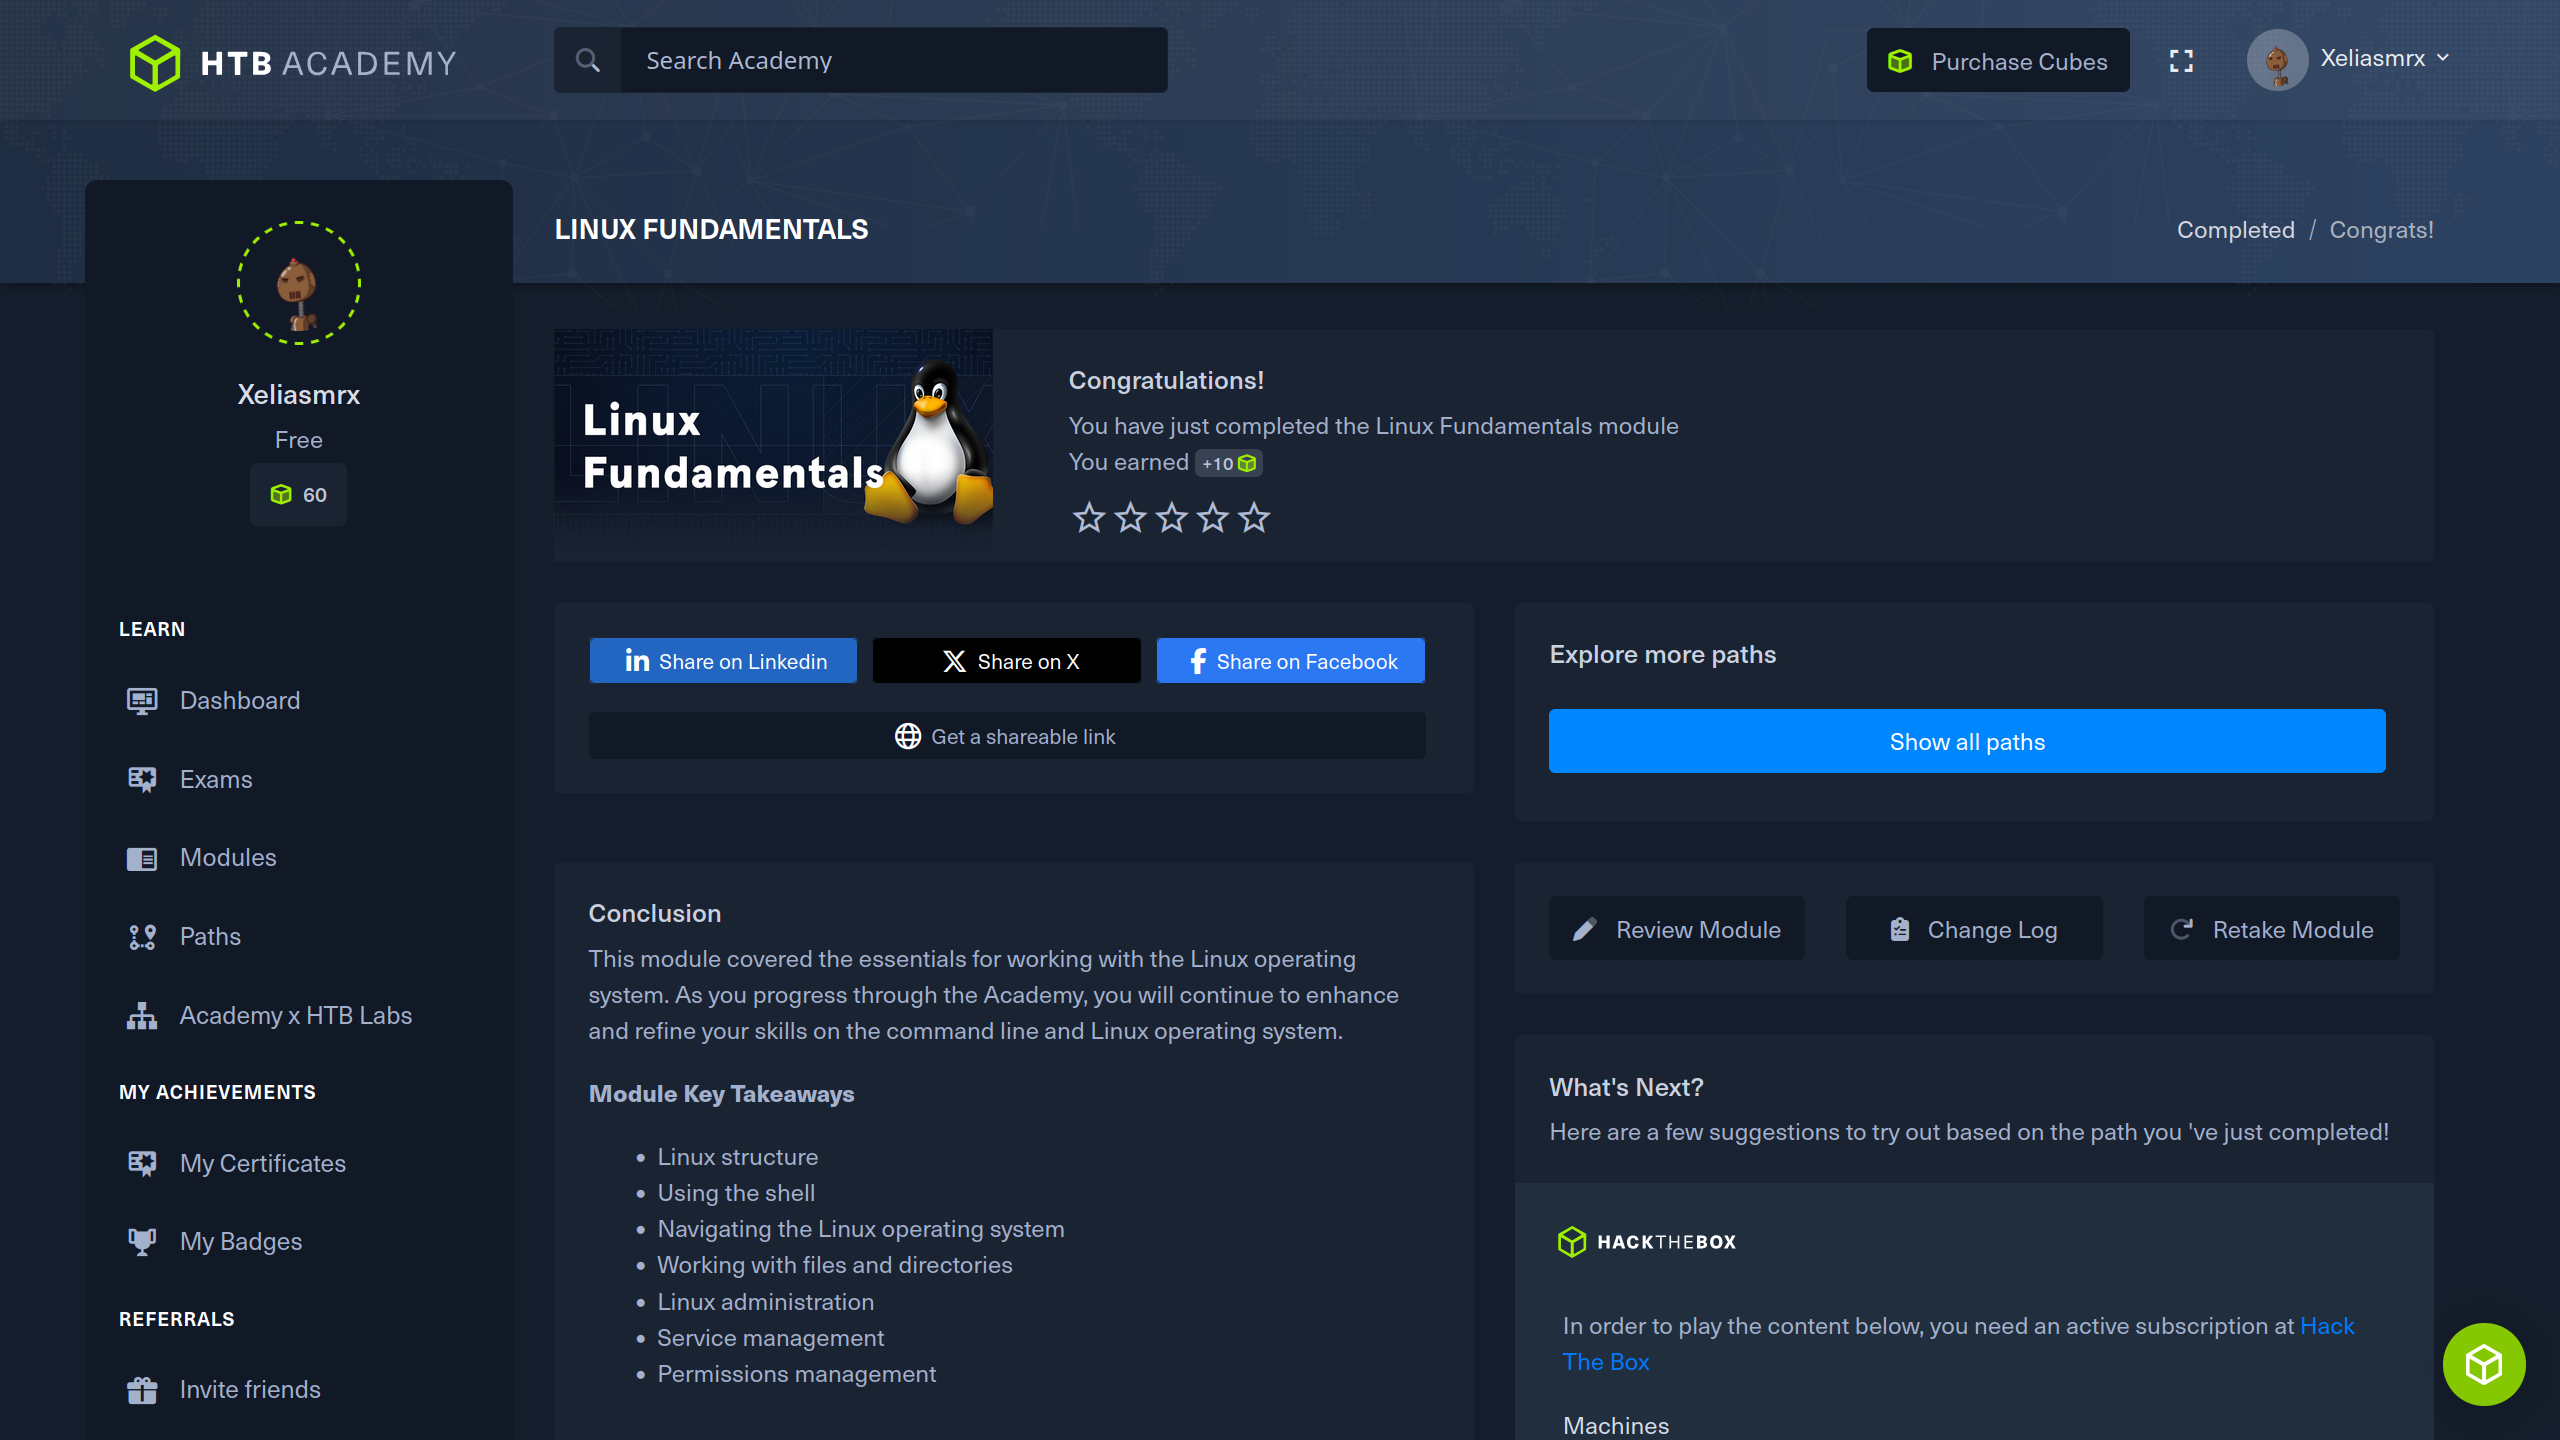 HTB ACADEMY
Search Academy
Purchase Cubes
Xeliasmrx
LINUX FUNDAMENTALS
Completed / Congrats!
Xeliasmrx
Free
60
LEARN
Dashboard
Exams
Modules
Paths
Academy x HTB Labs
MY ACHIEVEMENTS
My Certificates
My Badges
REFERRALS
Invite friends
Linux
Fundamentals
Congratulations!
You have just completed the Linux Fundamentals module
You earned +10
Share on Linkedin
Share on X
Share on Facebook
Get a shareable link
Explore more paths
Show all paths
Conclusion
This module covered the essentials for working with the Linux operating
system. As you progress through the Academy, you will continue to enhance
and refine your skills on the command line and Linux operating system.
Module Key Takeaways
• Linux structure
• Using the shell
• Navigating the Linux operating system
• Working with files and directories
• Linux administration
• Service management
• Permissions management
Review Module
Change Log
Retake Module
What's Next?
Here are a few suggestions to try out based on the path you 've just completed!
HACKTHEBOX
In order to play the content below, you need an active subscription at Hack
The Box
Machines